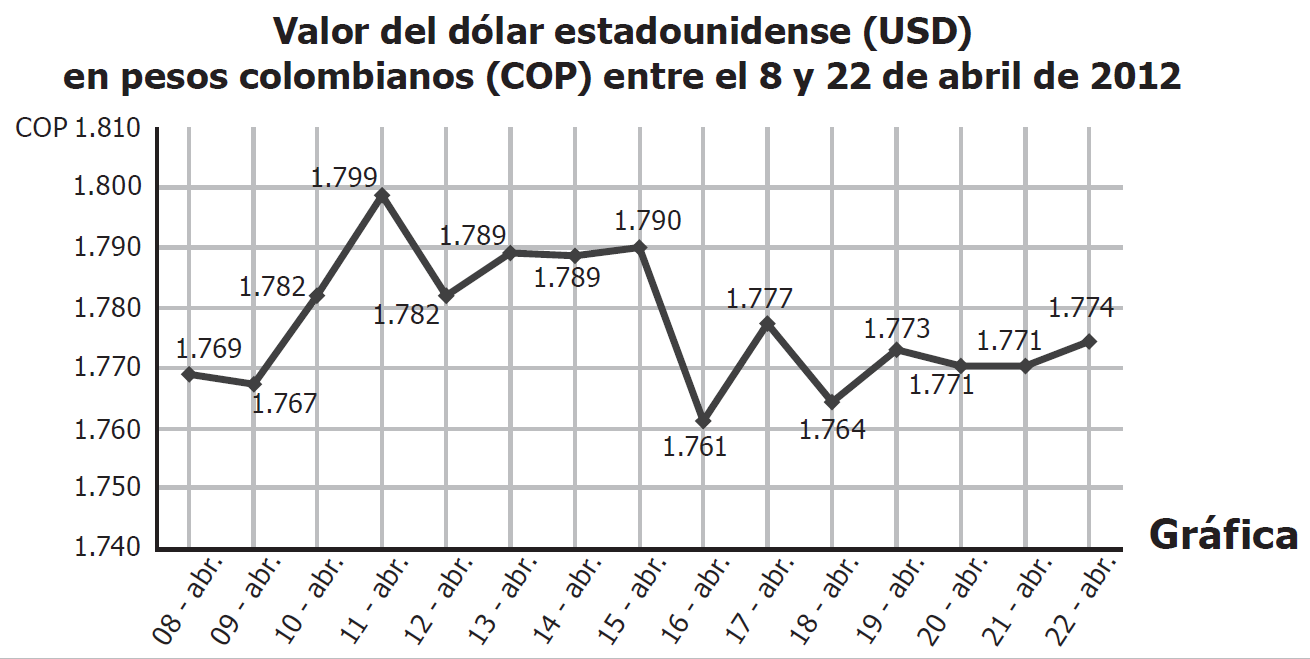 Valor del dólar estadounidense (USD)
en pesos colombianos (COP) entre el 8 y 22 de abril de 2012
COP 1.810
1.800
1.790
1.780
1.770
1.760
1.750
1.740
1.769
1.767
1.782
1.799
1.782
1.789
1.789
1.790
1.761
1.777
1.764
1.773
1.771
1.771
1.774
08 - abr.
09 - abr.
10 - abr.
11 - abr.
12 - abr.
13 - abr.
14 - abr.
15 - abr.
16 - abr.
17 - abr.
18 - abr.
19 - abr.
20 - abr.
21 - abr.
22 - abr.
Gráfica